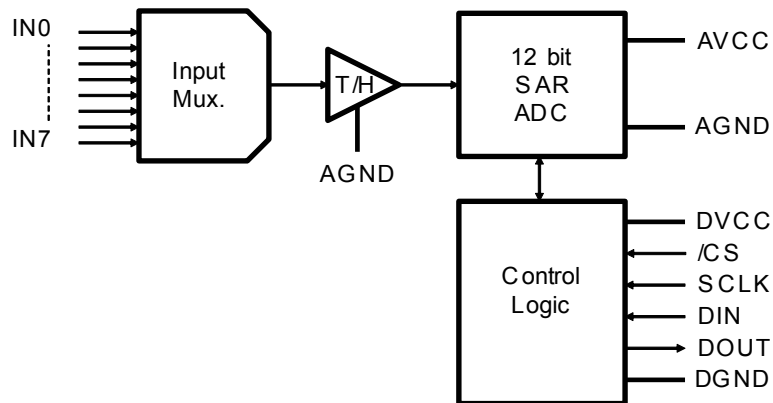 IN0
IN7
Input
Mux.
T/H
AGND
12 bit
SAR
ADC
AVCC
AGND
Control
Logic
DVCC
/CS
SCLK
DIN
DOUT
DGND